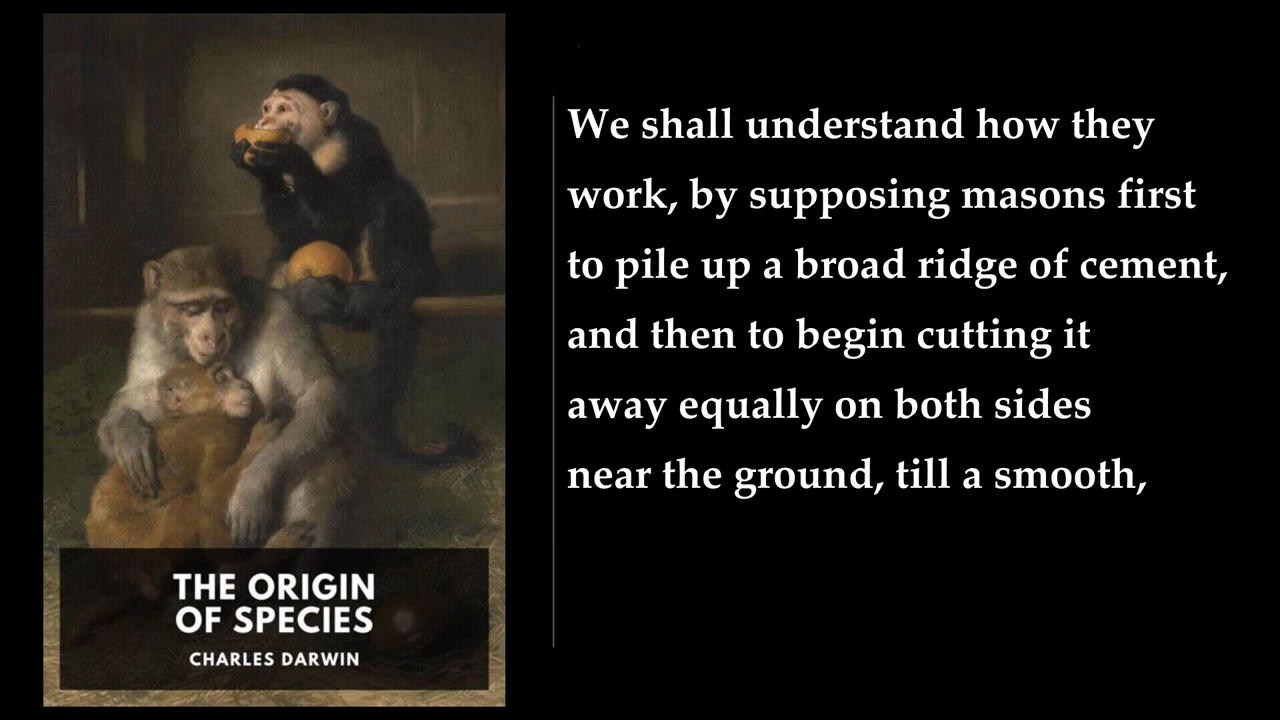 We shall understand how they
work, by supposing masons first
to pile up a broad ridge of cement,
and then to begin cutting it
away equally on both sides
near the ground, till a smooth,
THE ORIGIN
OF SPECIES
CHARLES DARWIN